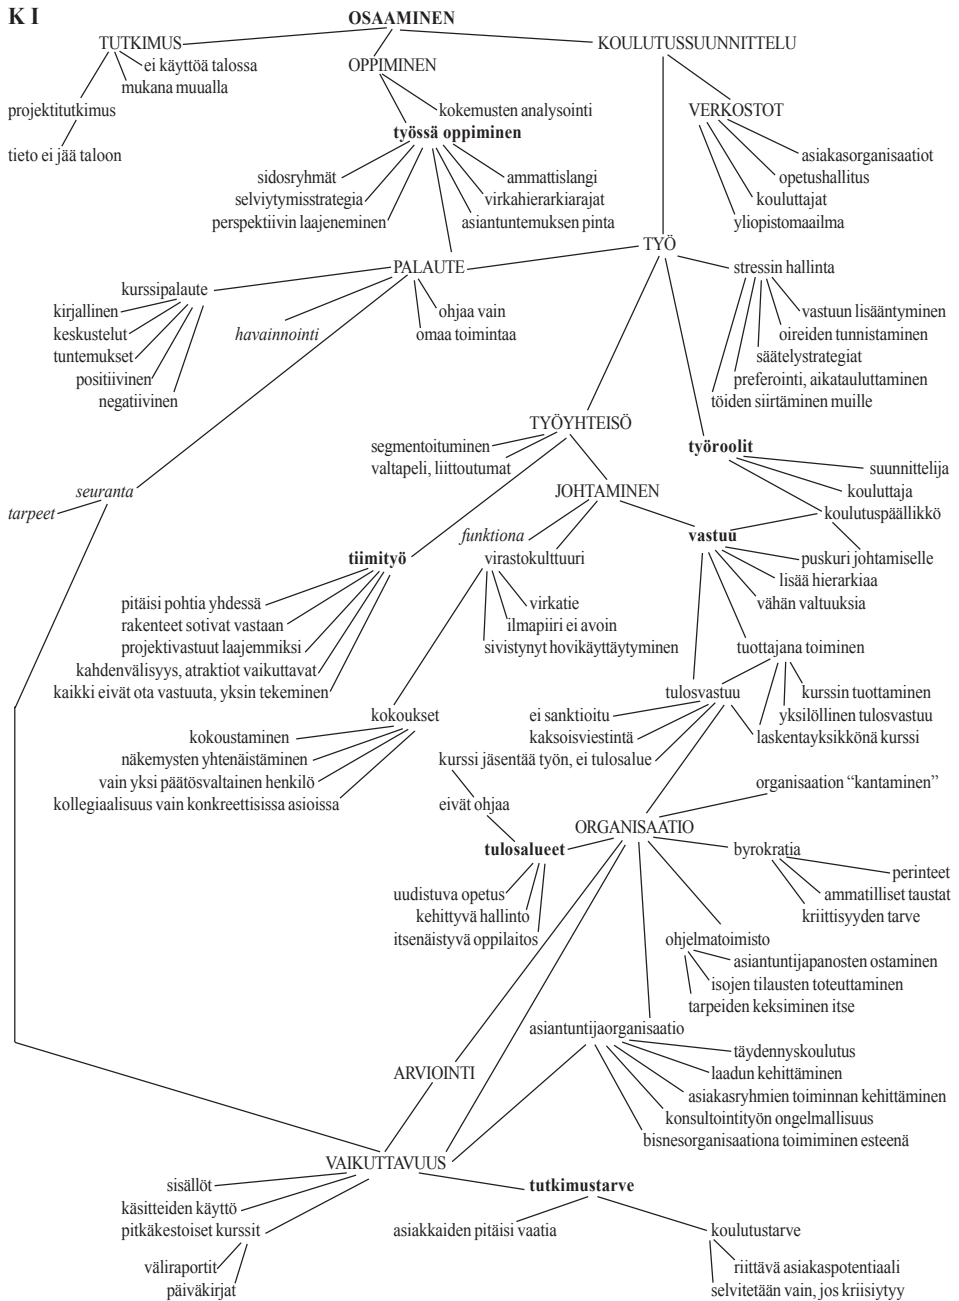 K I
OSAAMINEN
TUTKIMUS
KOULUTUSSUUNNITTELU
ei käyttöä talossa
OPPIMINEN
mukana muualla
projektitutkimus
kokemusten analysointi
VERKOSTOT
työssä oppiminen
tieto ei jää taloon
asiakasorganisaatiot
sidosryhmät
ammattislangi
opetushallitus
selviytymisstrategia
virkahierarkiarajat
kouluttajat
perspektiivin laajeneminen
asiantuntemuksen pinta
yliopistomaailma
TYÖ
PALAUTE
stressin hallinta
kurssipalaute
kirjallinen
ohjaa vain
vastuun lisääntyminen
keskustelut
havainnointi
omaa toimintaa
oireiden tunnistaminen
tuntemukset
säätelystrategiat
positiivinen
preferointi, aikatauluttaminen
negatiivinen
töiden siirtäminen muille
TYÖYHTEISÖ
segmentoituminen
työroolit
valtapeli, liittoutumat
suunnittelija
seuranta
JOHTAMINEN
kouluttaja
tarpeet
koulutuspäällikkö
funktiona
vastuu
tiimityö
virastokulttuuri
puskuri johtamiselle
lisää hierarkiaa
pitäisi pohtia yhdessä
virkatie
vähän valtuuksia
rakenteet sotivat vastaan
ilmapiiri ei avoin
projektivastuut laajemmiksi
sivistynyt hovikäyttäytyminen
tuottajana toiminen
kahdenvälisyys, atraktiot vaikuttavat
kaikki eivät ota vastuuta, yksin tekeminen
tulosvastuu
kurssin tuottaminen
kokoukset
ei sanktioitu
yksilöllinen tulosvastuu
kokoustaminen
kaksoisviestintä
laskentayksikkönä kurssi
näkemysten yhtenäistäminen
kurssi jäsentää työn, ei tulosalue
vain yksi päätösvaltainen henkilö
organisaation “kantaminen”
kollegiaalisuus vain konkreettisissa asioissa
eivät ohjaa
ORGANISAATIO
tulosalueet
byrokratia
perinteet
uudistuva opetus
ammatilliset taustat
kehittyvä hallinto
kriittisyyden tarve
itsenäistyvä oppilaitos
ohjelmatoimisto
asiantuntijapanosten ostaminen
isojen tilausten toteuttaminen
tarpeiden keksiminen itse
asiantuntijaorganisaatio
täydennyskoulutus
ARVIOINTI
laadun kehittäminen
asiakasryhmien toiminnan kehittäminen
konsultointityön ongelmallisuus
bisnesorganisaationa toimiminen esteenä
VAIKUTTAVUUS
sisällöt
tutkimustarve
käsitteiden käyttö
pitkäkestoiset kurssit
asiakkaiden pitäisi vaatia
koulutustarve
väliraportit
riittävä asiakaspotentiaali
päiväkirjat
selvitetään vain, jos kriisiytyy